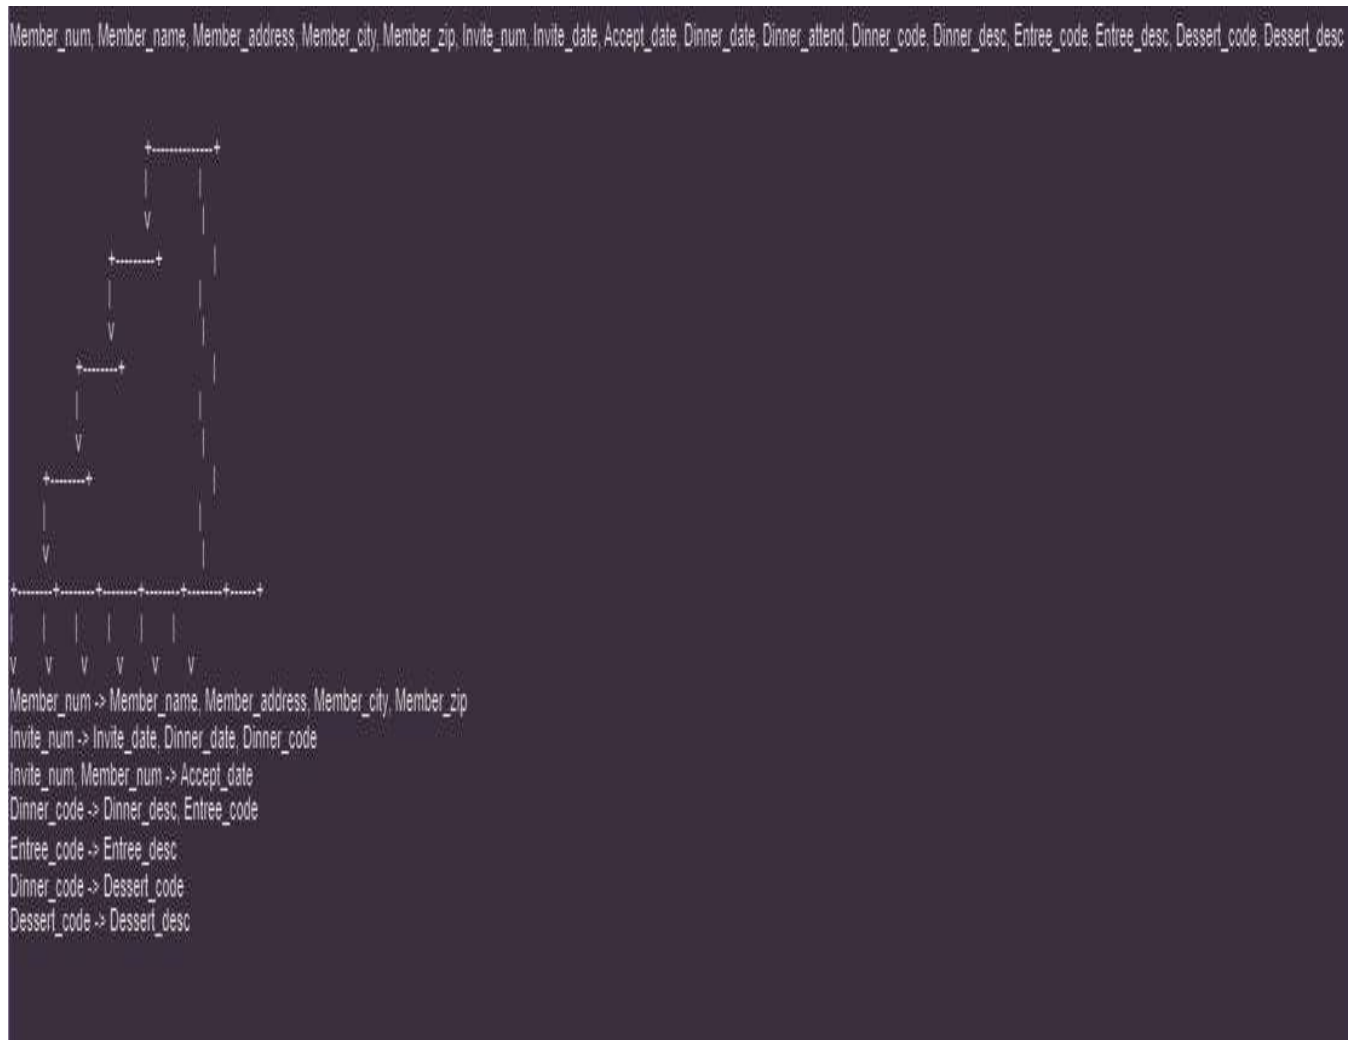 Member_num, Member_name, Member_address, Member_city, Member_zip, Invite_num, Invite_date, Accept_date, Dinner_date, Dinner_attend, Dinner_code, Dinner_desc, Entree_code, Entree_desc, Dessert_code, Dessert_desc
+-------------+
| |
V |
+---------+ |
| |
V |
+-------+ |
| |
V |
+-------+ |
| |
V |
+-------+-------+-------+-------+-------+-----+
| | | | | |
V V V V V V
Member_num -> Member_name, Member_address, Member_city, Member_zip
Invite_num -> Invite_date, Dinner_date, Dinner_code
Invite_num, Member_num -> Accept_date
Dinner_code -> Dinner_desc, Entree_code
Entree_code -> Entree_desc
Dinner_code -> Dessert_code
Dessert_code -> Dessert_desc